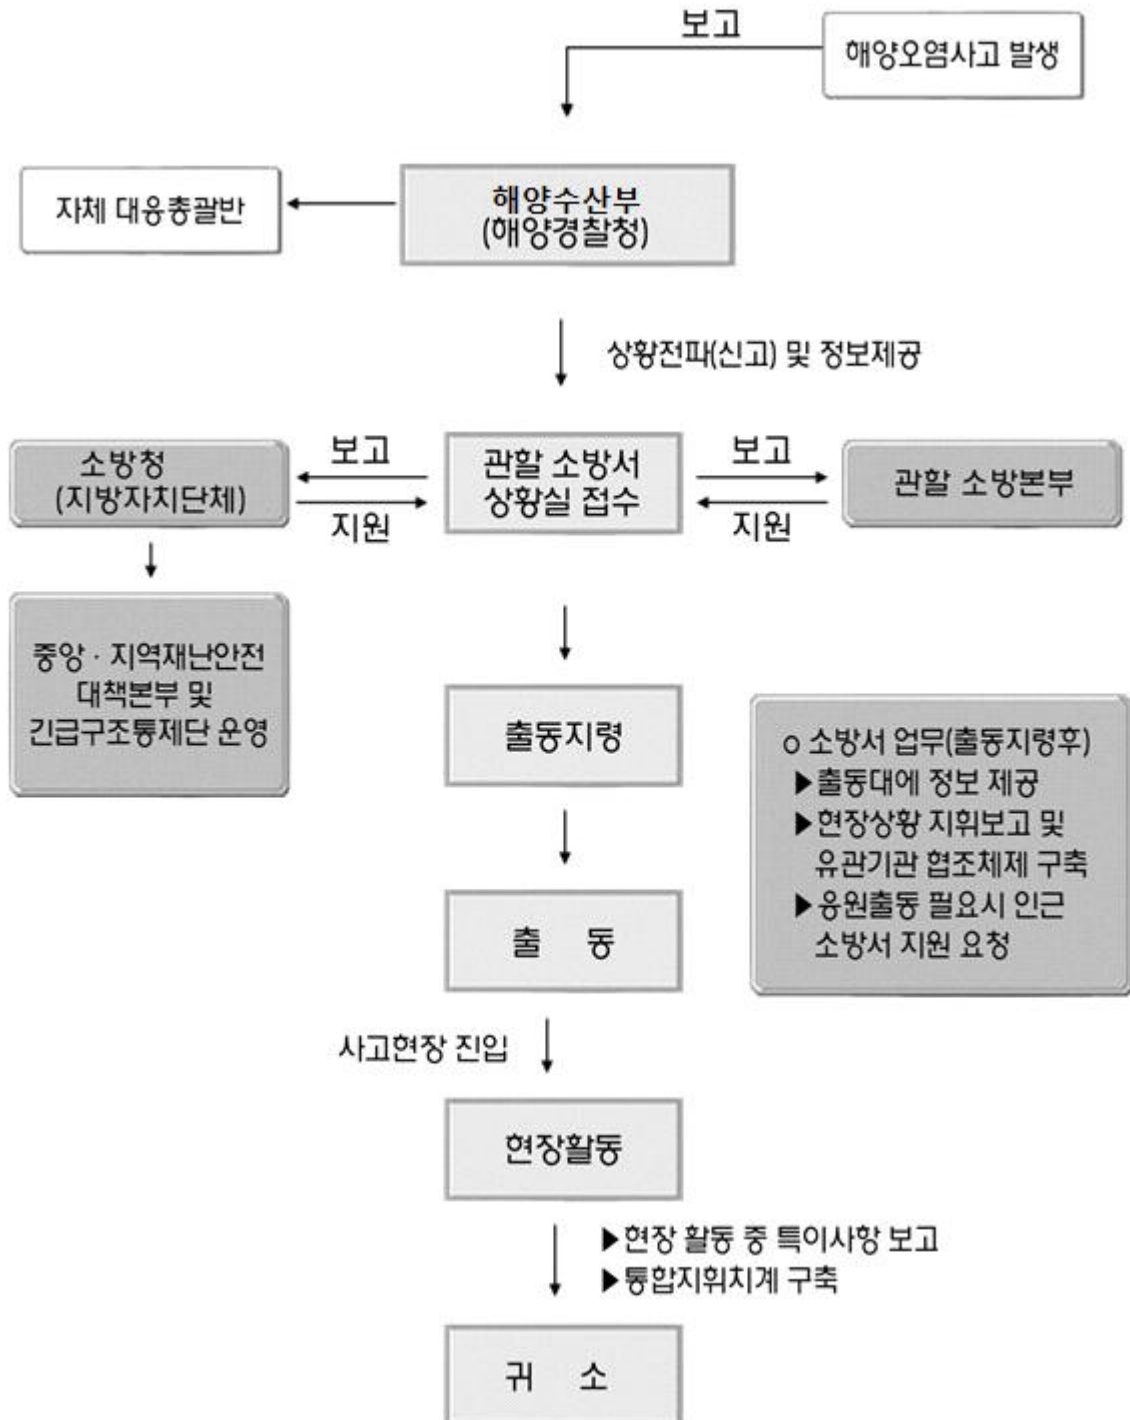 보고
해양오염사고 발생
자체 대응총괄반
해양수산부
(해양경찰청)
상황전파(신고) 및 정보제공
소방청
(지방자치단체)
보고
지원
관할 소방서
상황실 접수
보고
지원
관할 소방본부
중앙 · 지역재난안전
대책본부 및
긴급구조통제단 운영
출동지령
o 소방서 업무(출동지령후)
▶출동대에 정보 제공
▶현장상황 지휘보고 및
유관기관 협조체제 구축
▶응원출동 필요시 인근
소방서 지원 요청
출 동
사고현장 진입
현장활동
▶현장 활동 중 특이사항 보고
▶통합지휘치계 구축
귀 소